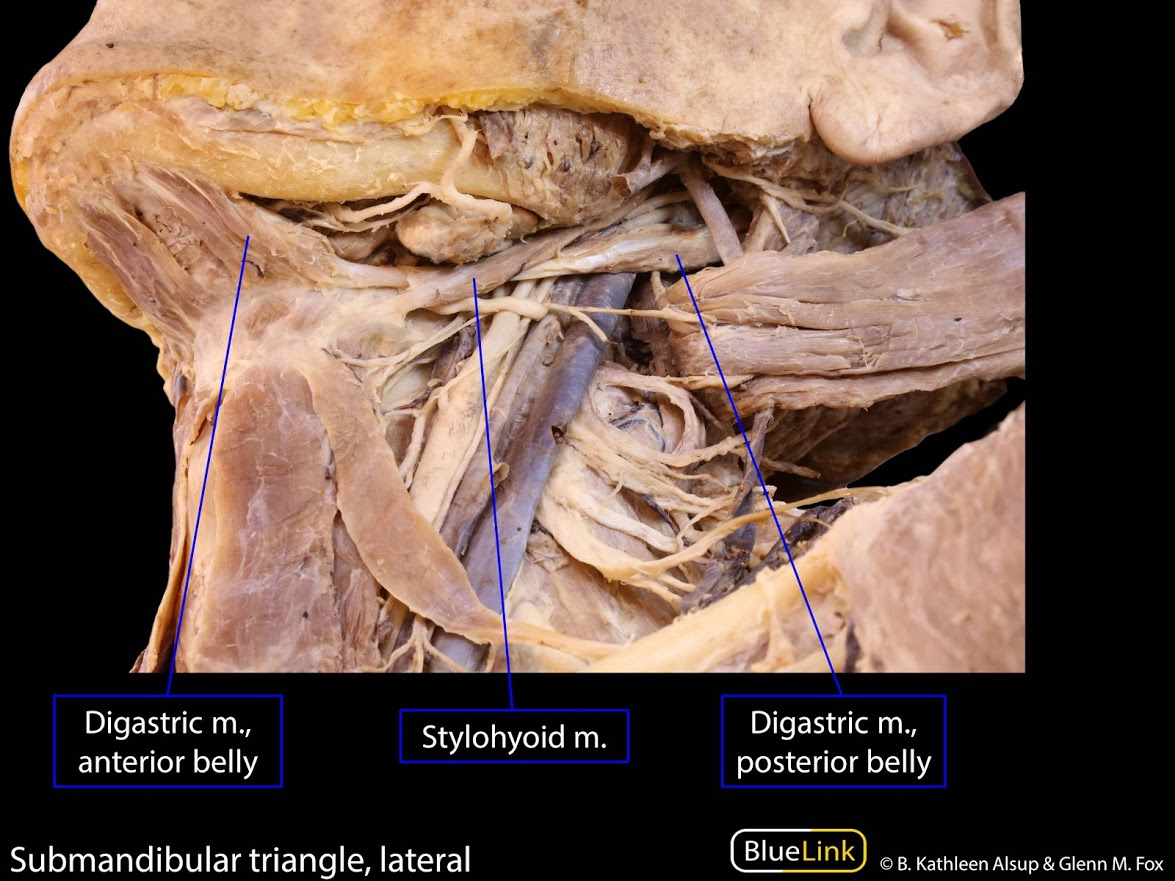 Digastric m.,
anterior belly
Stylohyoid m.
Digastric m.,
posterior belly
Submandibular triangle, lateral
BlueLink
© B. Kathleen Alsup & Glenn M. Fox